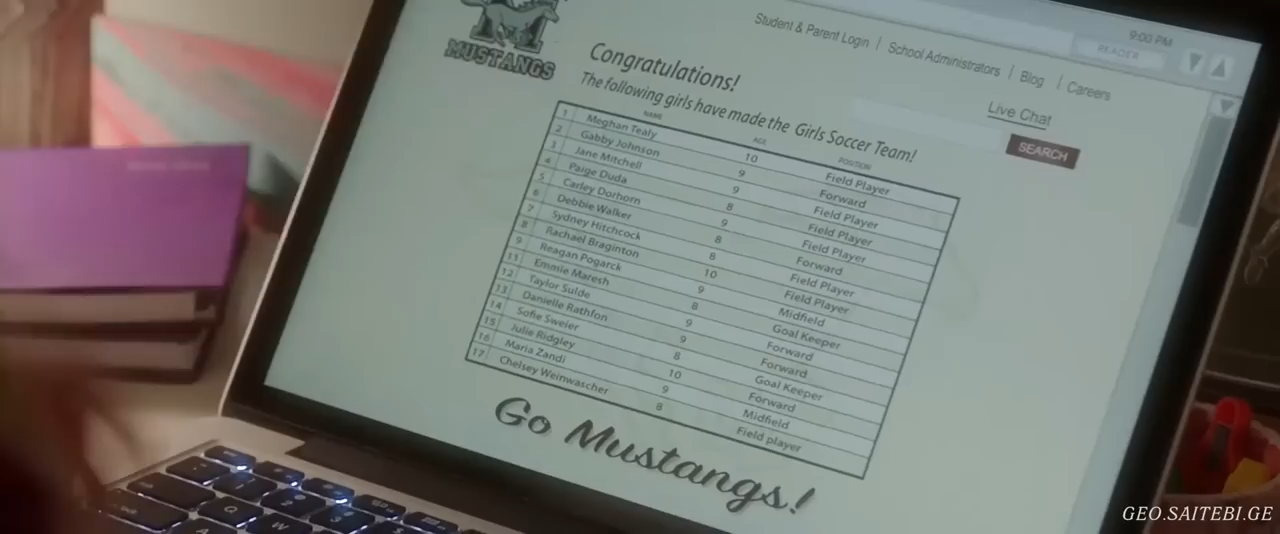 MUSTANGS
9:00 PM
READER
Student & Parent Login | School Administrators | Blog | Careers
Live Chat
SEARCH
Congratulations!
The following girls have made the Girls Soccer Team!
NAME AGE POSITION
1 Meghan Tealy 10 Field Player
2 Gabby Johnson 9 Forward
3 Jane Mitchell 9 Field Player
4 Paige Duda 8 Field Player
5 Carley Dorhorn 9 Field Player
6 Debbie Walker 8 Forward
7 Sydney Hitchcock 8 Field Player
8 Rachael Braginton 10 Field Player
9 Reagan Pogarck 9 Midfield
11 Emmie Maresh 8 Goal Keeper
12 Taylor Sulde 9 Forward
13 Danielle Rathfon 9 Forward
14 Sofie Sweier 8 Goal Keeper
15 Julie Ridgley 10 Forward
16 Maria Zandi 9 Midfield
17 Chelsey Weinwascher 8 Field player
Go Mustangs!
Q
W
A
GEO.SAITEBI.GE